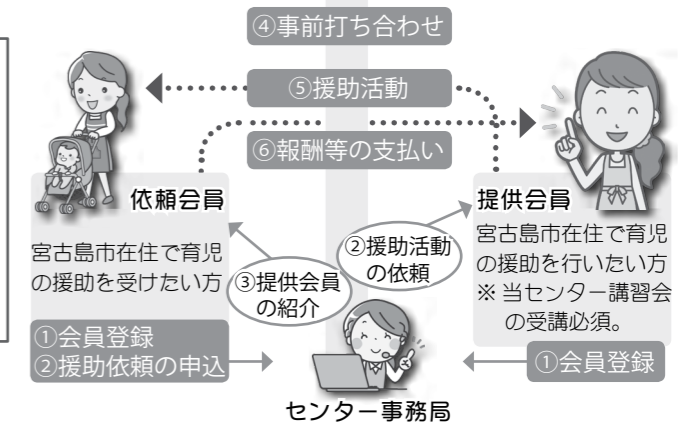 ④事前打ち合わせ
⑤援助活動
⑥報酬等の支払い
依頼会員
宮古島市在住で育児
の援助を受けたい方
提供会員
宮古島市在住で育児
の援助を行いたい方
※ 当センター講習会
の受講必須。
②援助活動
の依頼
③提供会員
の紹介
①会員登録
②援助依頼の申込
①会員登録
センター事務局